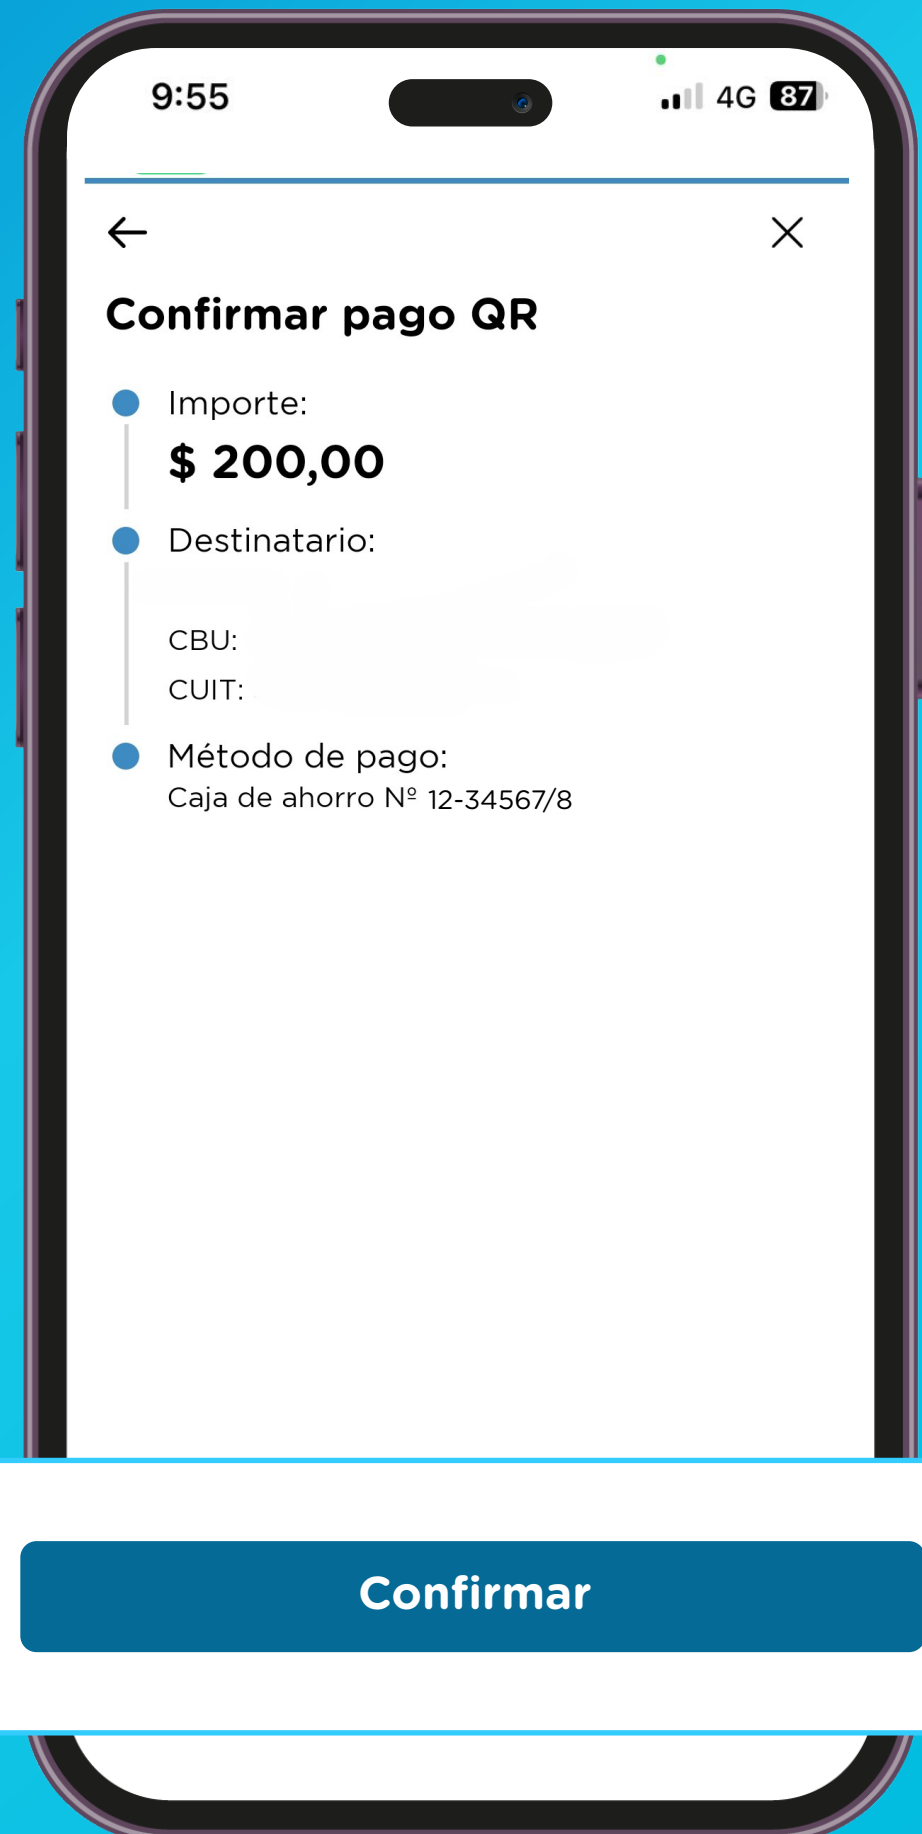 9:55 4G 87
Confirmar pago QR
Importe:
$ 200,00
Destinatario:
CBU:
CUIT:
Método de pago:
Caja de ahorro Nº 12-34567/8
Confirmar